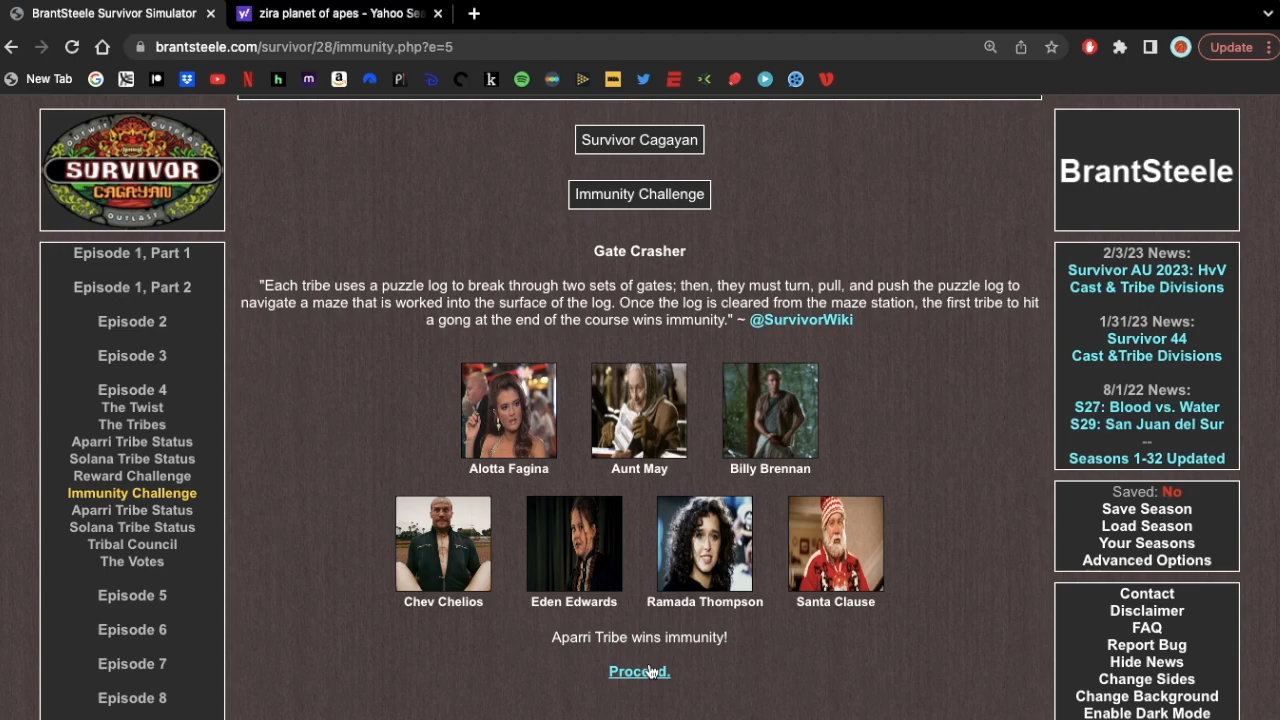 BrantSteele Survivor Simulator
zira planet of apes - Yahoo Sea
brantsteele.com/survivor/28/immunity.php?e=5
Update
New Tab
OUTWIT OUTPLAY
SURVIVOR
CAGAYAN
OUTLAST
Episode 1, Part 1
Episode 1, Part 2
Episode 2
Episode 3
Episode 4
The Twist
The Tribes
Aparri Tribe Status
Solana Tribe Status
Reward Challenge
Immunity Challenge
Aparri Tribe Status
Solana Tribe Status
Tribal Council
The Votes
Episode 5
Episode 6
Episode 7
Episode 8
Survivor Cagayan
Immunity Challenge
Gate Crasher
"Each tribe uses a puzzle log to break through two sets of gates; then, they must turn, pull, and push the puzzle log to
navigate a maze that is worked into the surface of the log. Once the log is cleared from the maze station, the first tribe to hit
a gong at the end of the course wins immunity." ~ @SurvivorWiki
Alotta Fagina
Aunt May
Billy Brennan
Chev Chelios
Eden Edwards
Ramada Thompson
Santa Clause
Aparri Tribe wins immunity!
Proceed.
BrantSteele
2/3/23 News:
Survivor AU 2023: HvV
Cast & Tribe Divisions
1/31/23 News:
Survivor 44
Cast &Tribe Divisions
8/1/22 News:
S27: Blood vs. Water
S29: San Juan del Sur
--
Seasons 1-32 Updated
Saved: No
Save Season
Load Season
Your Seasons
Advanced Options
Contact
Disclaimer
FAQ
Report Bug
Hide News
Change Sides
Change Background
Enable Dark Mode